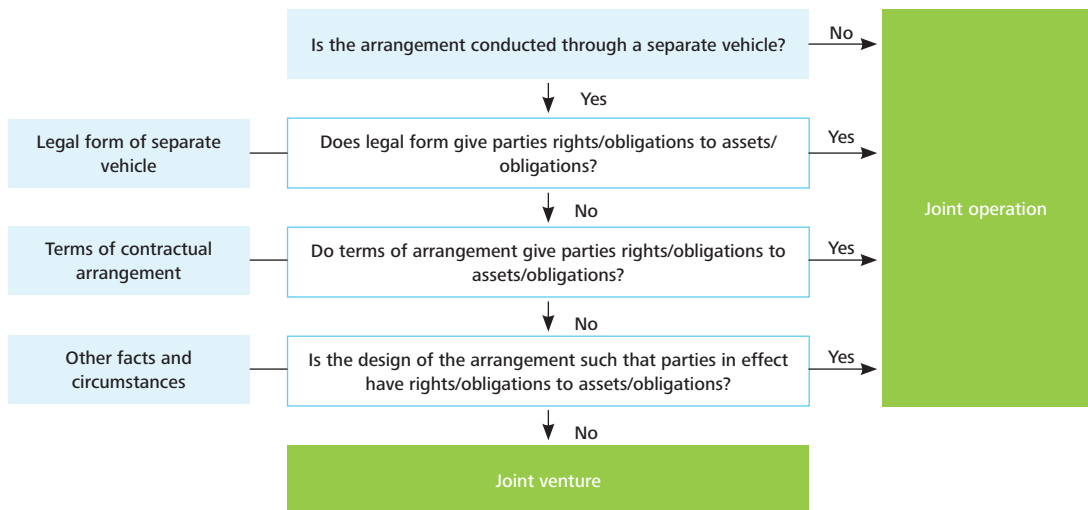 Is the arrangement conducted through a separate vehicle?
No
Yes
Legal form of separate
vehicle
Does legal form give parties rights/obligations to assets/
obligations?
Yes
No
Joint operation
Terms of contractual
arrangement
Do terms of arrangement give parties rights/obligations to
assets/obligations?
Yes
No
Other facts and
circumstances
Is the design of the arrangement such that parties in effect
have rights/obligations to assets/obligations?
Yes
No
Joint venture